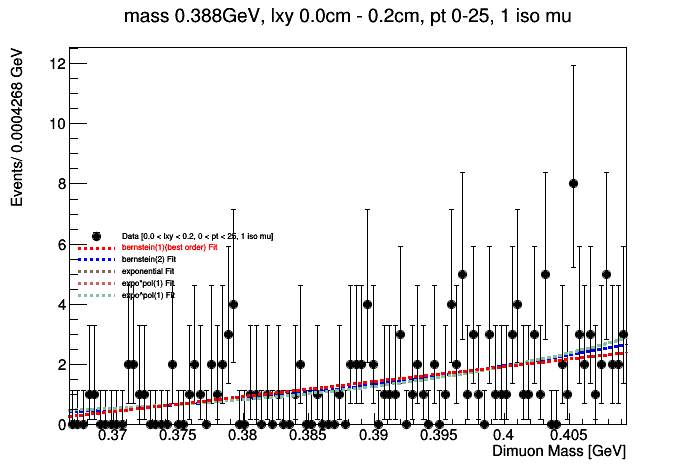 mass 0.388GeV, lxy 0.0cm - 0.2cm, pt 0-25, 1 iso mu
Events/ 0.0004268 GeV
12
10
8
6
4
2
0
Data [0.0 < lxy < 0.2, 0 < pt < 25, 1 iso mu]
bernstein(1)(best order) Fit
bernstein(2) Fit
exponential Fit
expo*pol(1) Fit
expo^pol(1) Fit
0.37 0.375 0.38 0.385 0.39 0.395 0.4 0.405
Dimuon Mass [GeV]